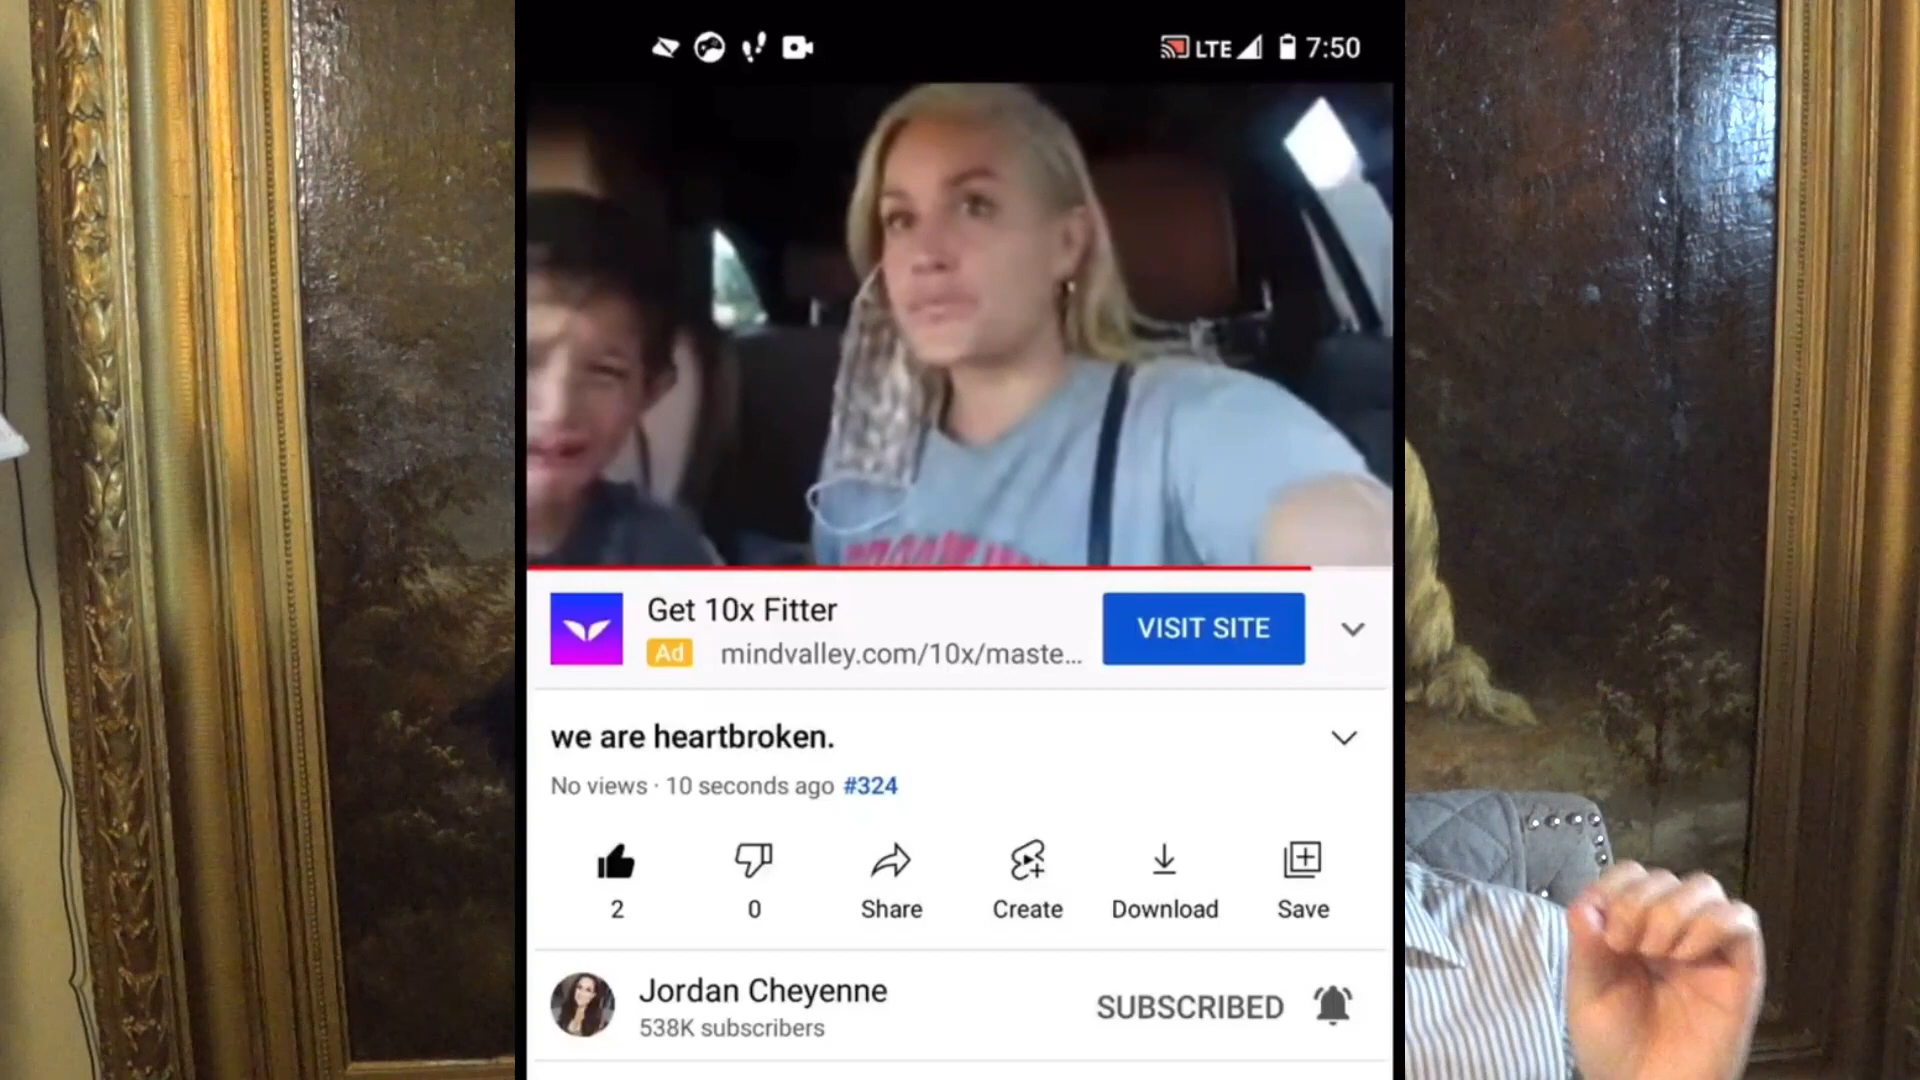 LTE 7:50
Get 10x Fitter
Ad mindvalley.com/10x/maste...
VISIT SITE
we are heartbroken.
No views · 10 seconds ago #324
2
0
Share
Create
Download
Save
Jordan Cheyenne
538K subscribers
SUBSCRIBED